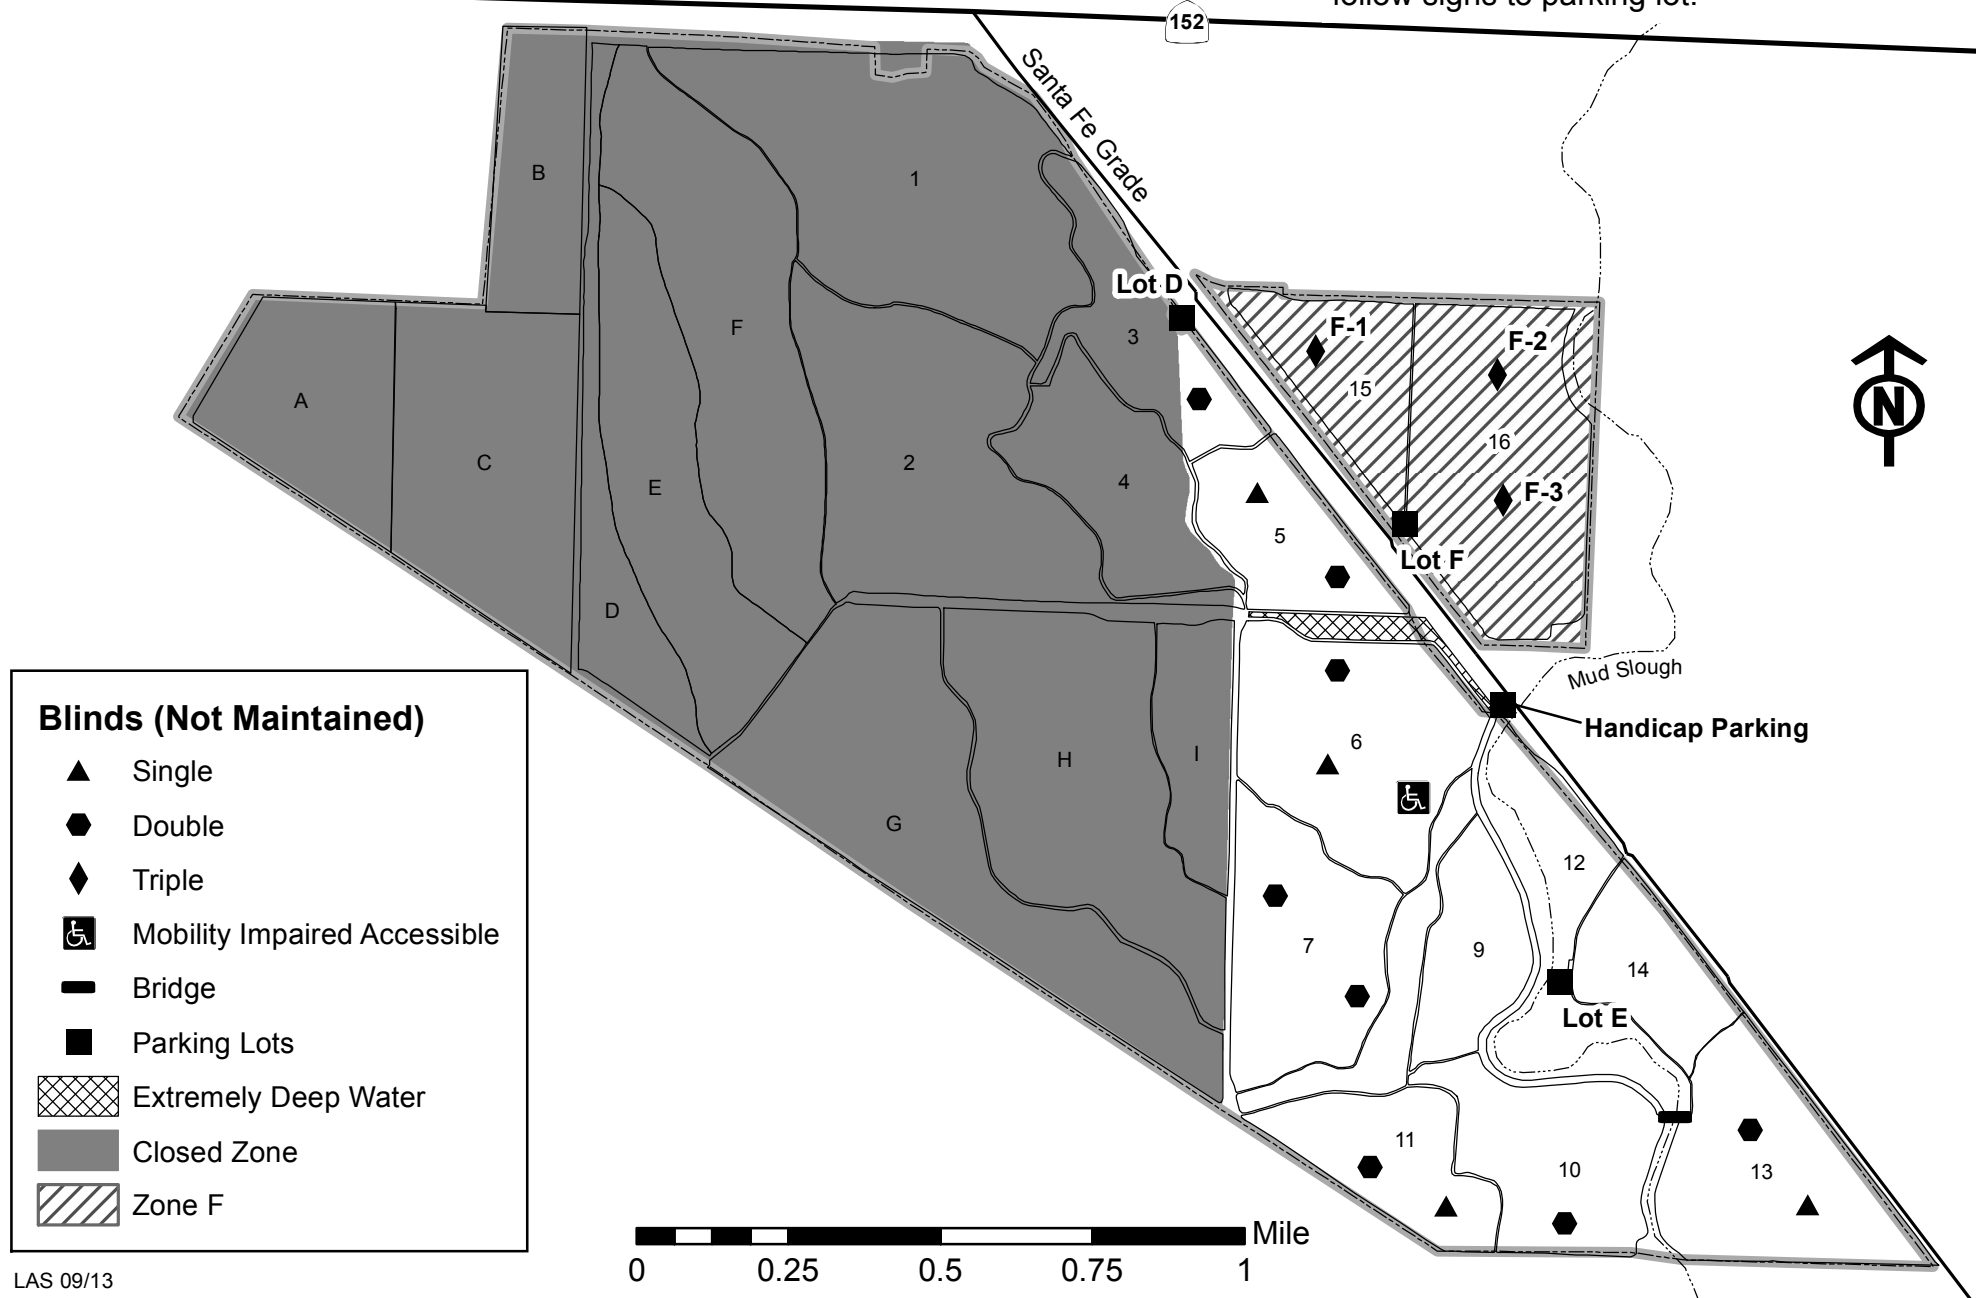 follow signs to parking lot.
152
Santa Fe Grade
B
1
Lot D
F
3
F-1
F-2
15
A
C
2
4
16
E
5
F-3
Lot F
D
Mud Slough
Handicap Parking
6
H
I
G
12
7
9
14
Lot E
11
10
13
N
Blinds (Not Maintained)
Single
Double
Triple
Mobility Impaired Accessible
Bridge
Parking Lots
Extremely Deep Water
Closed Zone
Zone F
Mile
0 0.25 0.5 0.75 1
LAS 09/13